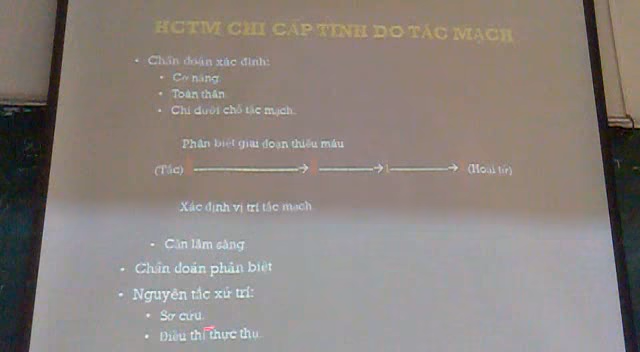 HCTM CHI CẤP TÍNH DO TẮC MẠCH
• Chẩn đoán xác định:
• Cơ năng
• Toàn thân.
• Chi dưới chỗ tắc mạch.
Phân biệt giai đoạn thiếu máu
(Tắc) (Hoại tử)
Xác định vị trí tắc mạch
• Cận lâm sàng
• Chẩn đoán phân biệt
• Nguyên tắc xử trí:
• Sơ cứu.
• Điều thị thực thụ.